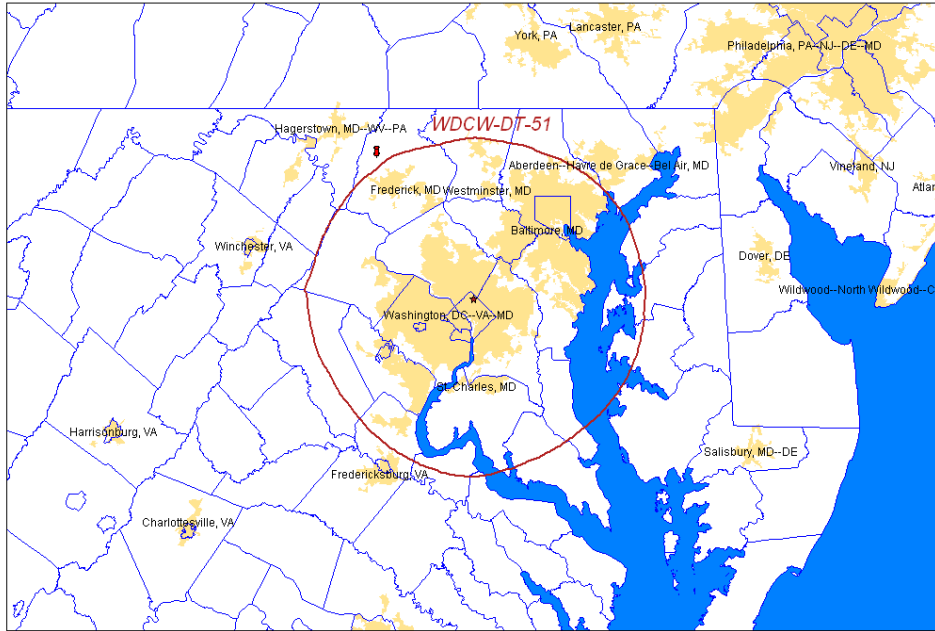 Lancaster, PA
York, PA
Philadelphia, PA--NJ--DE--MD
WDCW-DT-51
Hagerstown, MD--WV--PA
Aberdeen--Havre de Grace--Bel Air, MD
Vineland, NJ
Frederick, MD
Westminster, MD
Atlan
Baltimore, MD
Winchester, VA
Dover, DE
Wildwood--North Wildwood--C
Washington, DC--VA--MD
St. Charles, MD
Harrisonburg, VA
Salisbury, MD--DE
Fredericksburg, VA
Charlottesville, VA